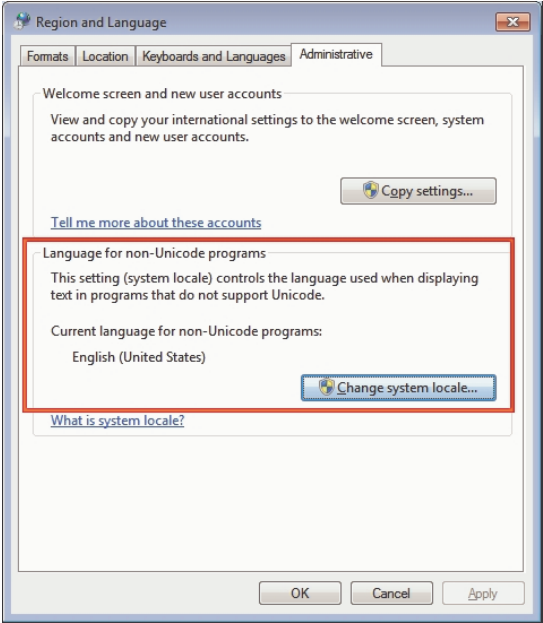 Region and Language
Formats Location Keyboards and Languages Administrative
Welcome screen and new user accounts
View and copy your international settings to the welcome screen, system
accounts and new user accounts.
Copy settings...
Tell me more about these accounts
Language for non-Unicode programs
This setting (system locale) controls the language used when displaying
text in programs that do not support Unicode.
Current language for non-Unicode programs:
English (United States)
Change system locale...
What is system locale?
OK Cancel Apply